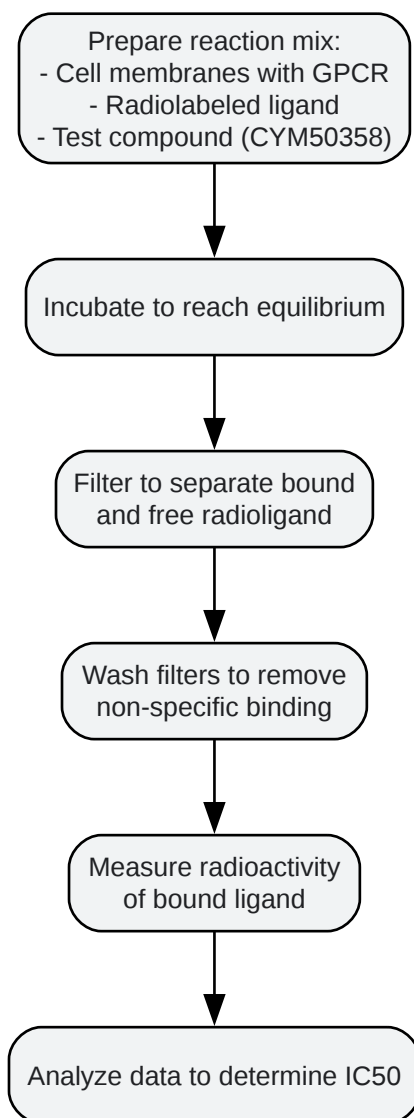 Prepare reaction mix:
- Cell membranes with GPCR
- Radiolabeled ligand
- Test compound (CYM50358)
Incubate to reach equilibrium
Filter to separate bound
and free radioligand
Wash filters to remove
non-specific binding
Measure radioactivity
of bound ligand
Analyze data to determine IC50